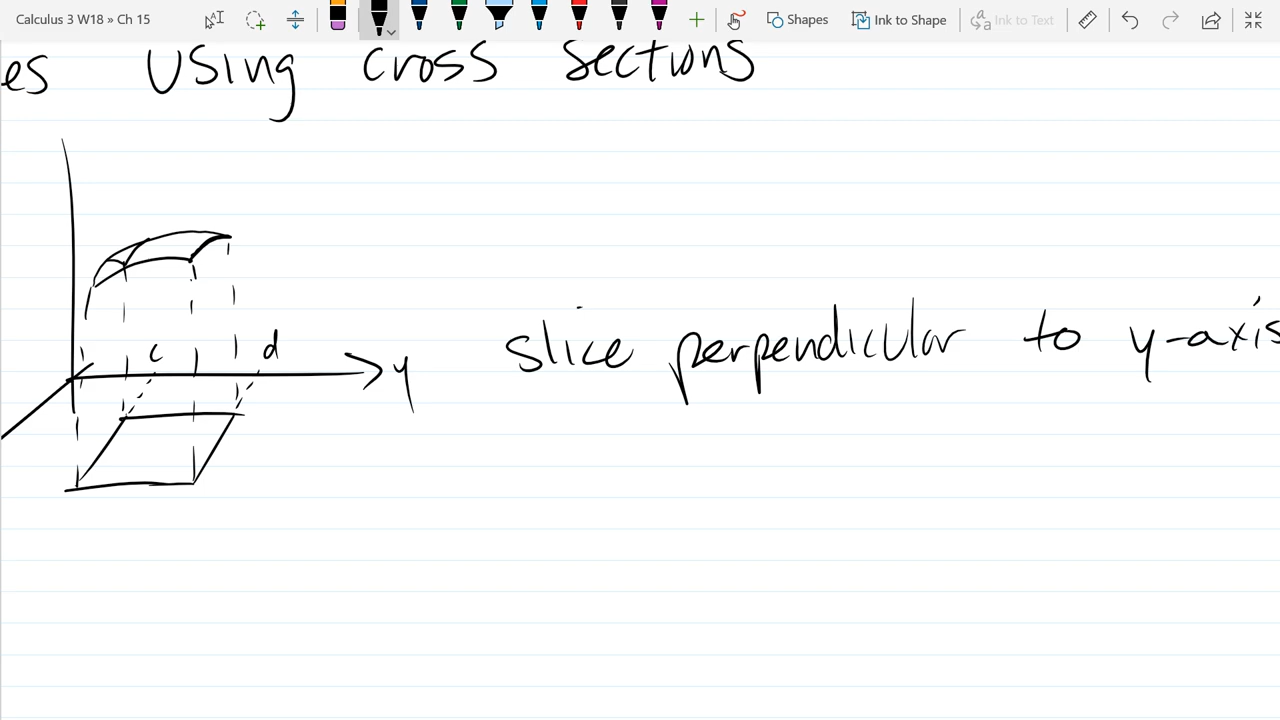 Calculus 3 W18 » Ch 15
Shapes
Ink to Shape
Ink to Text
es Using cross sections
c
d
y
slice perpendicular to y-axis